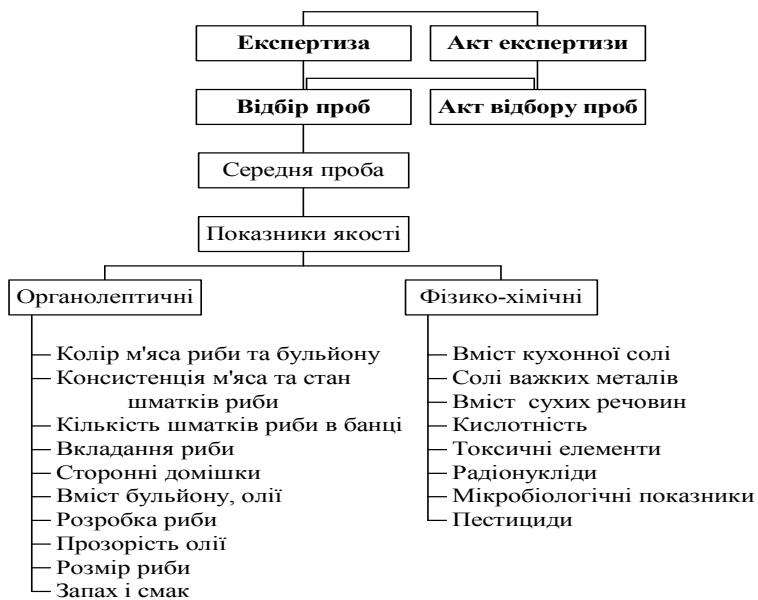 Експертиза
Акт експертизи
Відбір проб
Акт відбору проб
Середня проба
Показники якості
Органолептичні
Колір м'яса риби та бульйону
Консистенція м'яса та стан
шматків риби
Кількість шматків риби в банці
Вкладання риби
Сторонні домішки
Вміст бульйону, олії
Розробка риби
Прозорість олії
Розмір риби
Запах і смак
Фізико-хімічні
Вміст кухонної солі
Солі важких металів
Вміст сухих речовин
Кислотність
Токсичні елементи
Радіонукліди
Мікробіологічні показники
Пестициди